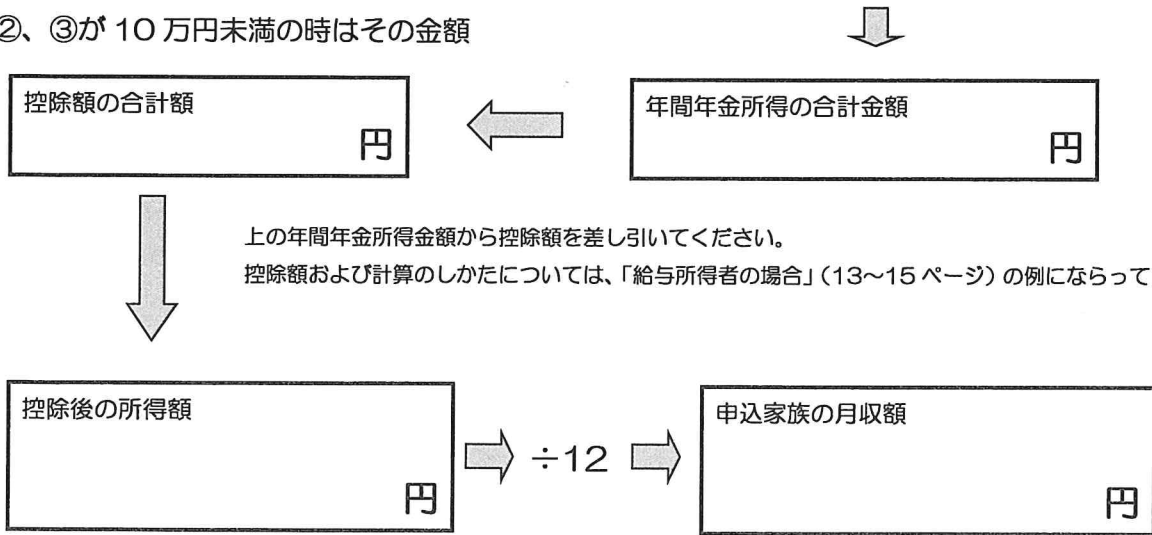 ②、③が 10 万円未満の時はその金額
控除額の合計額
円
年間年金所得の合計金額
円
上の年間年金所得金額から控除額を差し引いてください。
控除額および計算のしかたについては、「給与所得者の場合」（13～15 ページ）の例にならって
控除後の所得額
円
÷12
申込家族の月収額
円